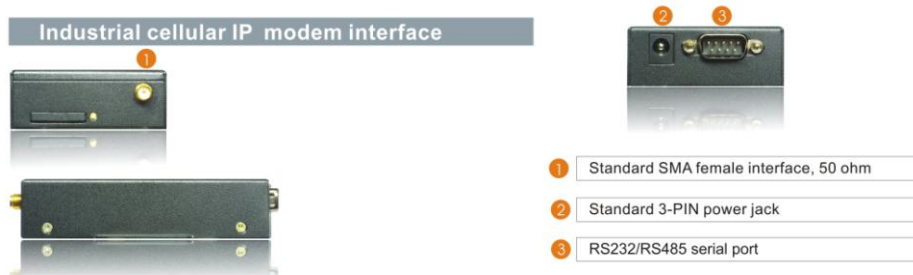 Industrial cellular IP modem interface
1
2
3
1 Standard SMA female interface, 50 ohm
2 Standard 3-PIN power jack
3 RS232/RS485 serial port